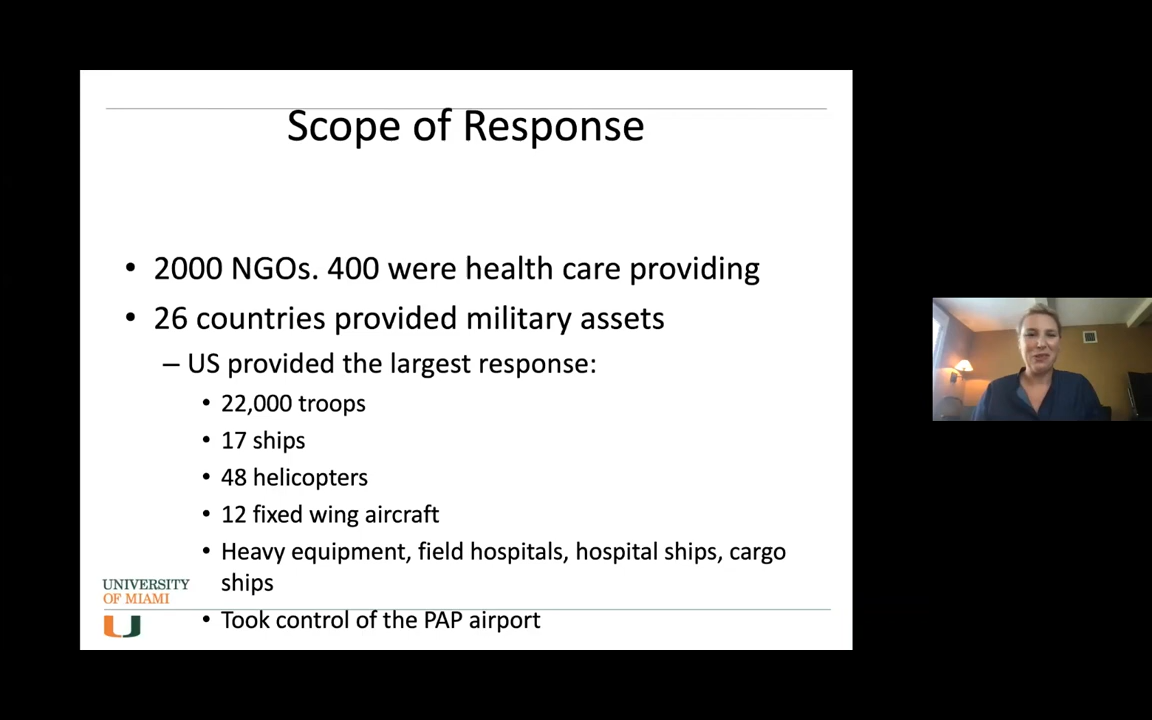 Scope of Response
• 2000 NGOs. 400 were health care providing
• 26 countries provided military assets
– US provided the largest response:
• 22,000 troops
• 17 ships
• 48 helicopters
• 12 fixed wing aircraft
• Heavy equipment, field hospitals, hospital ships, cargo
ships
• Took control of the PAP airport
UNIVERSITY
OF MIAMI